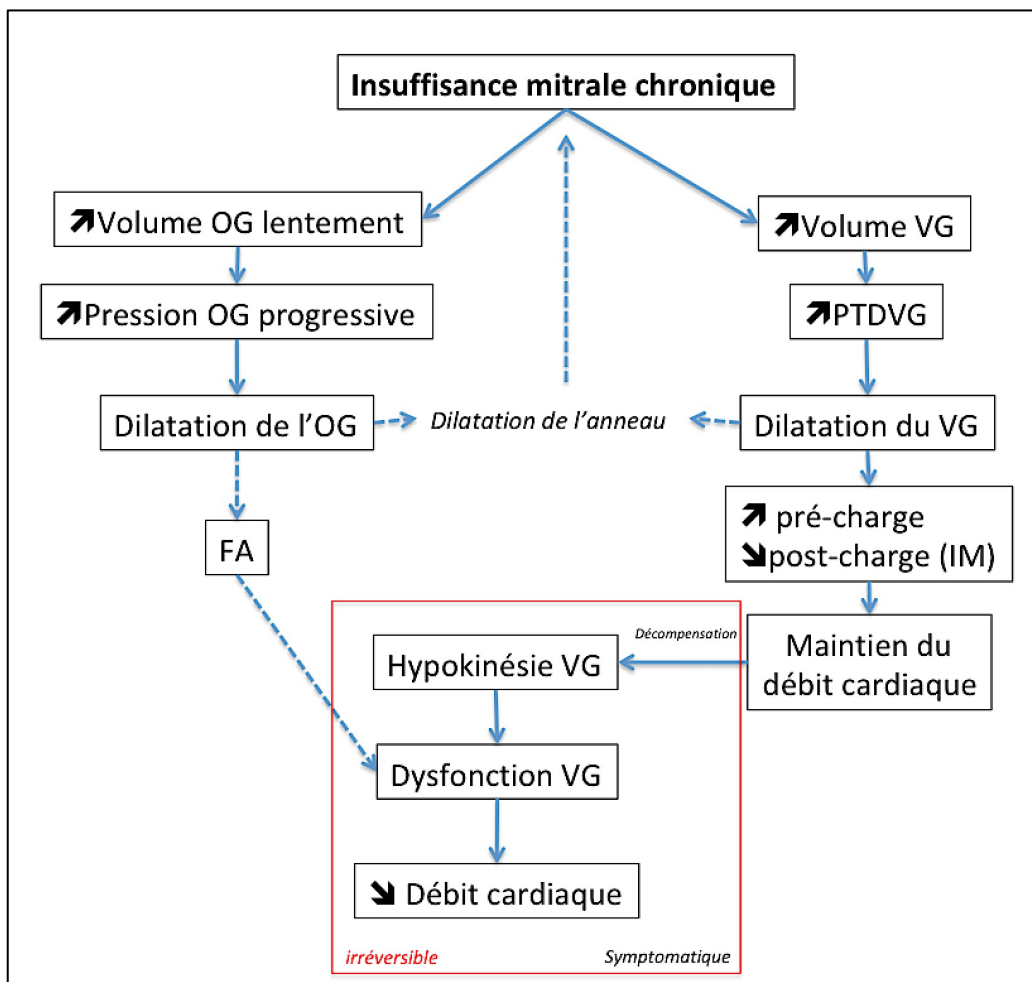 Insuffisance mitrale chronique
↗Volume OG lentement
↗Volume VG
↗Pression OG progressive
↗PTDVG
Dilatation de l’OG
Dilatation de l’anneau
Dilatation du VG
↗ pré-charge
↘post-charge (IM)
FA
Décompensation
Hypokinésie VG
Maintien du
débit cardiaque
Dysfonction VG
↘ Débit cardiaque
irréversible
Symptomatique